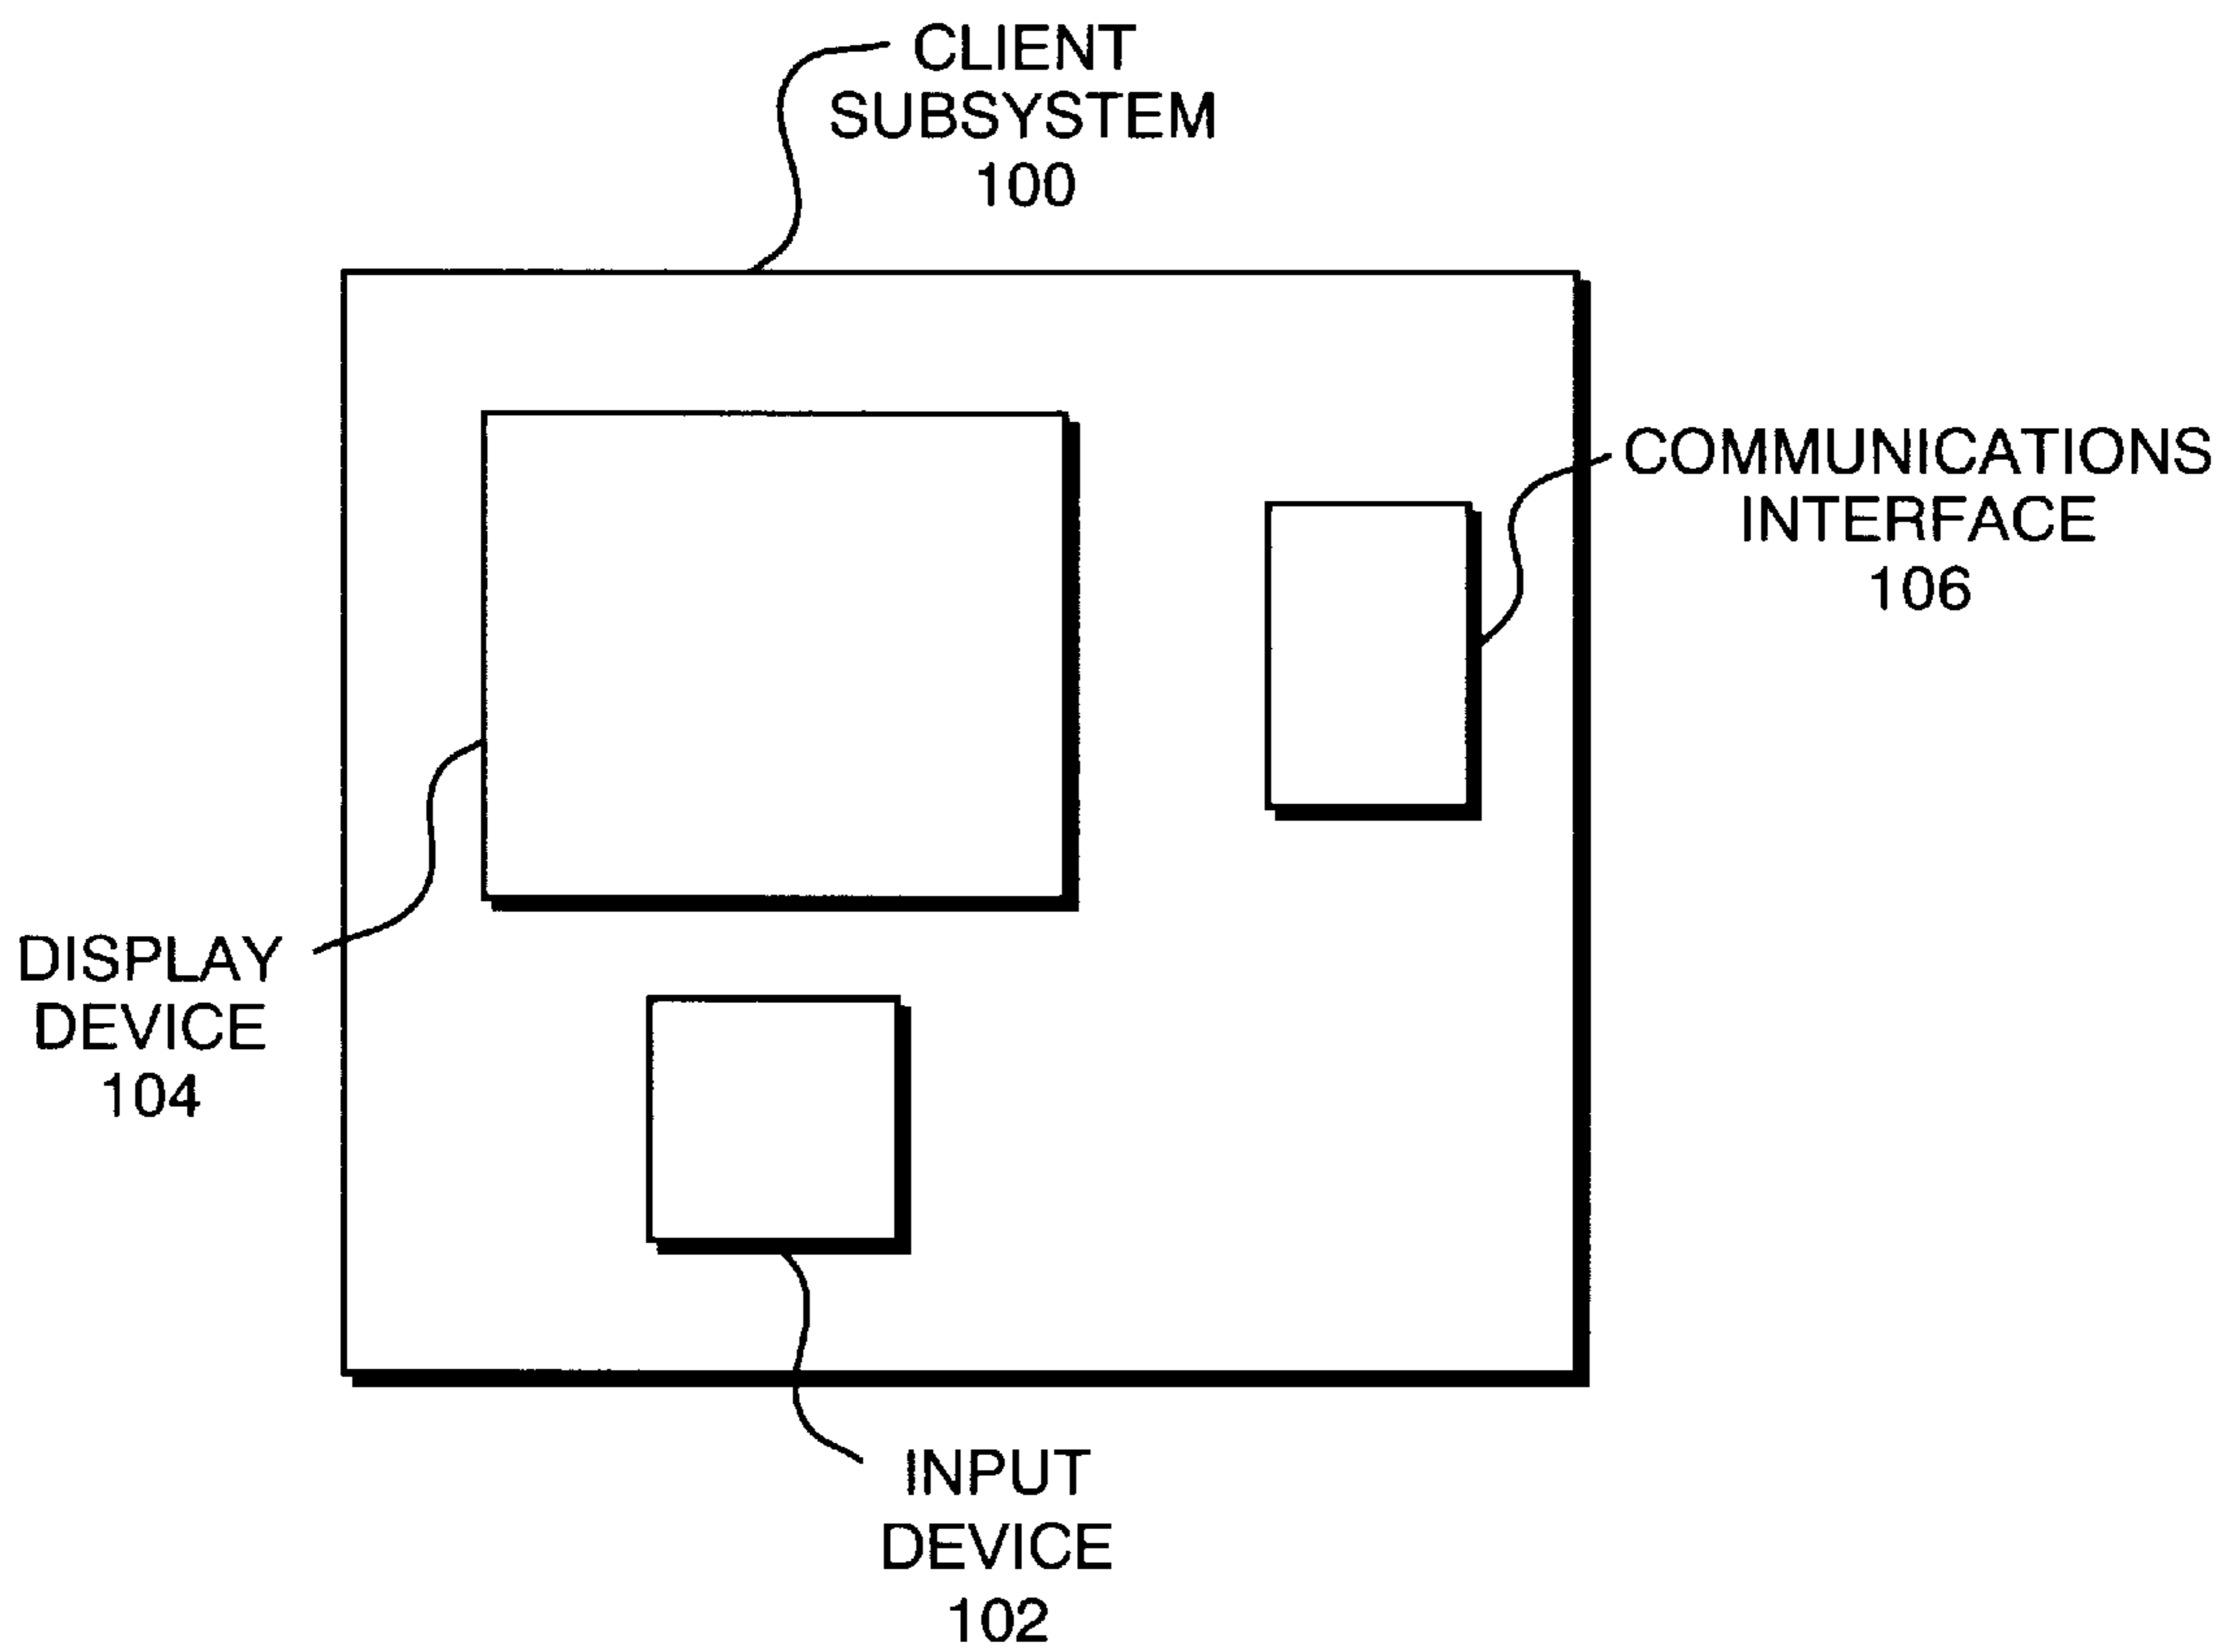 CLIENT
SUBSYSTEM
100
COMMUNICATIONS
INTERFACE
106
DISPLAY
DEVICE
104
INPUT
DEVICE
102